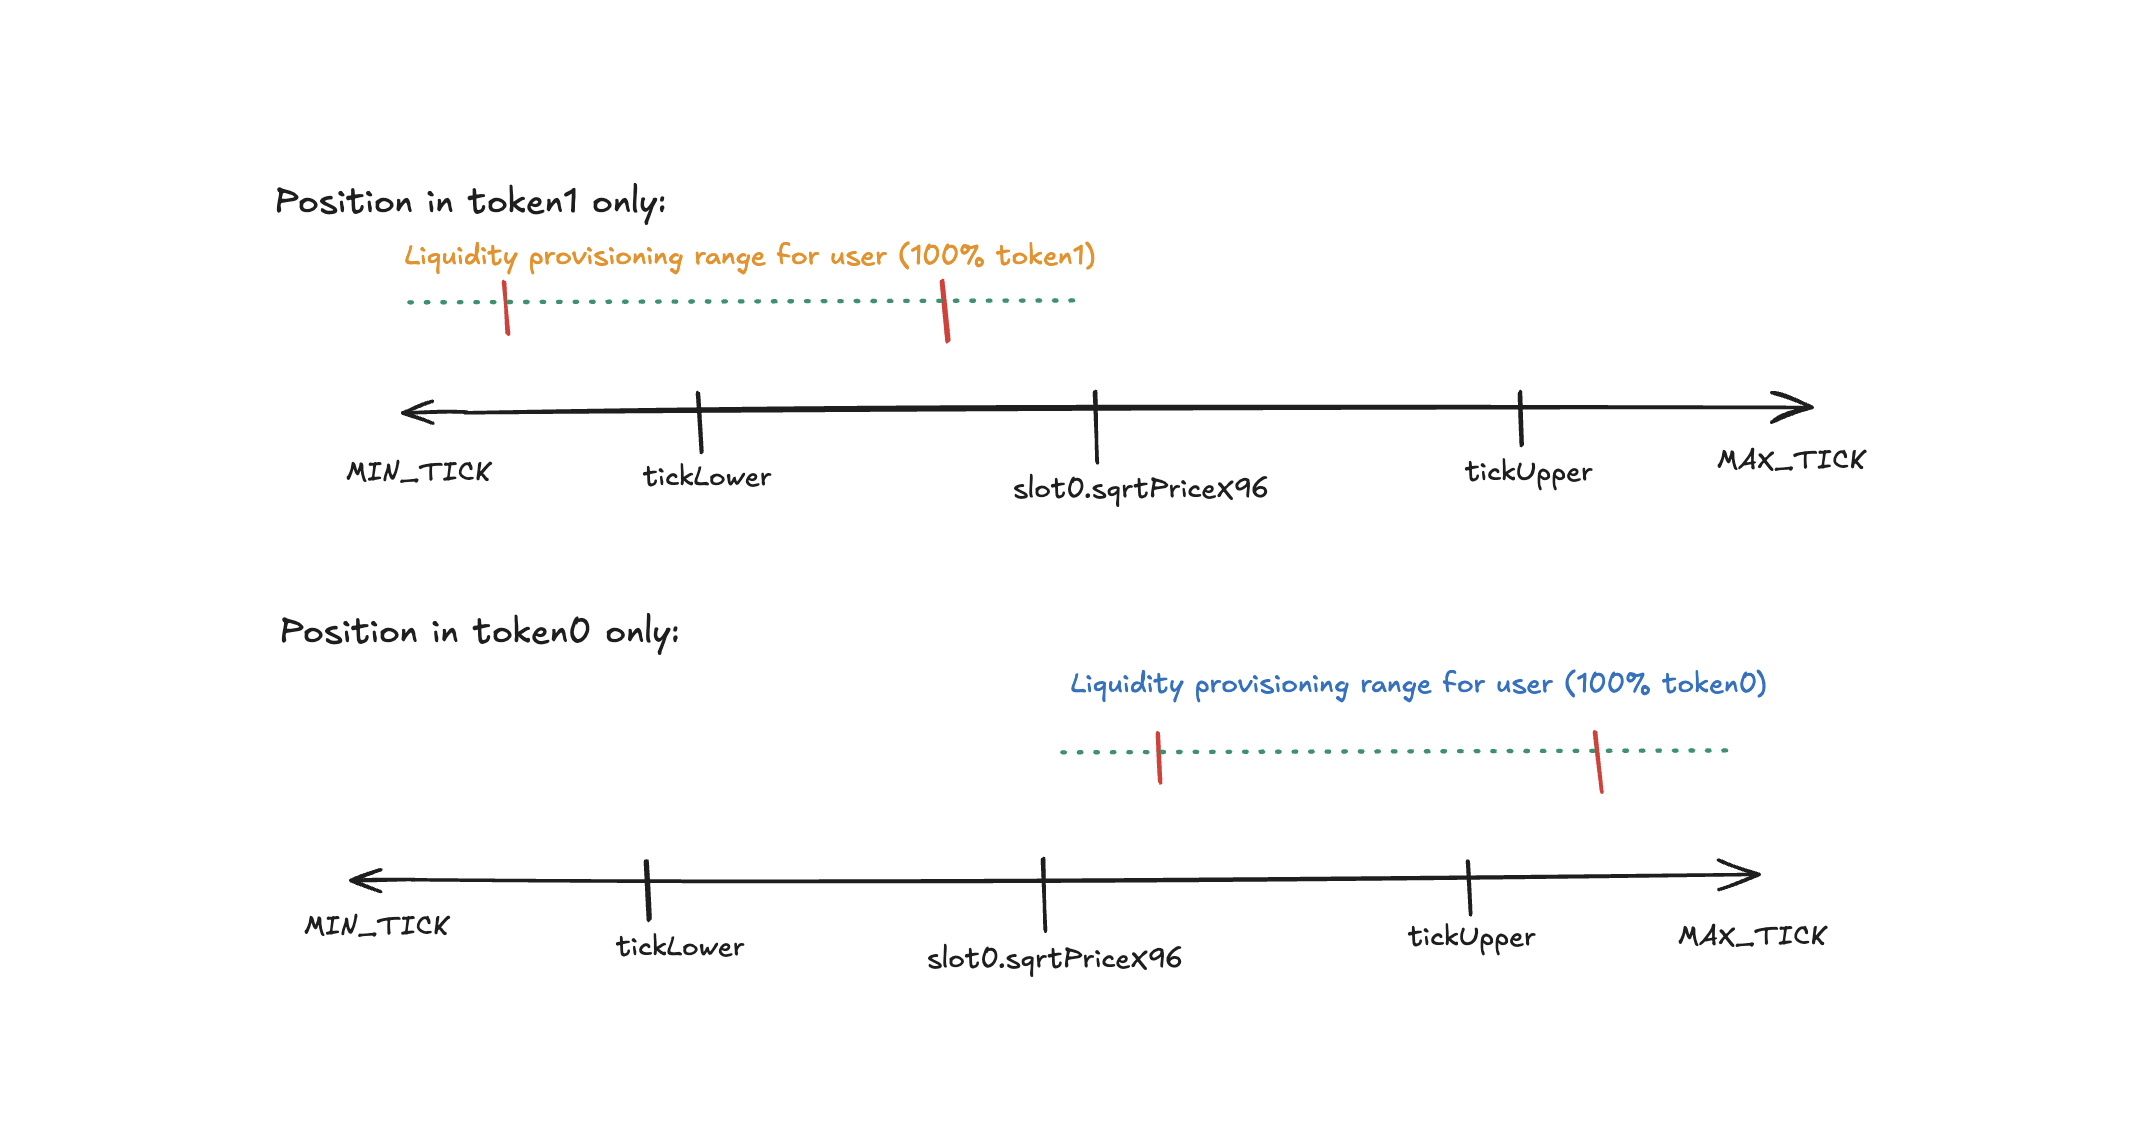 Position in token1 only:
Liquidity provisioning range for user (100% token1)
MIN_TICK
tickLower
slot0.sqrtPriceX96
tickUpper
MAX_TICK
Position in token0 only:
Liquidity provisioning range for user (100% token0)
MIN_TICK
tickLower
slot0.sqrtPriceX96
tickUpper
MAX_TICK